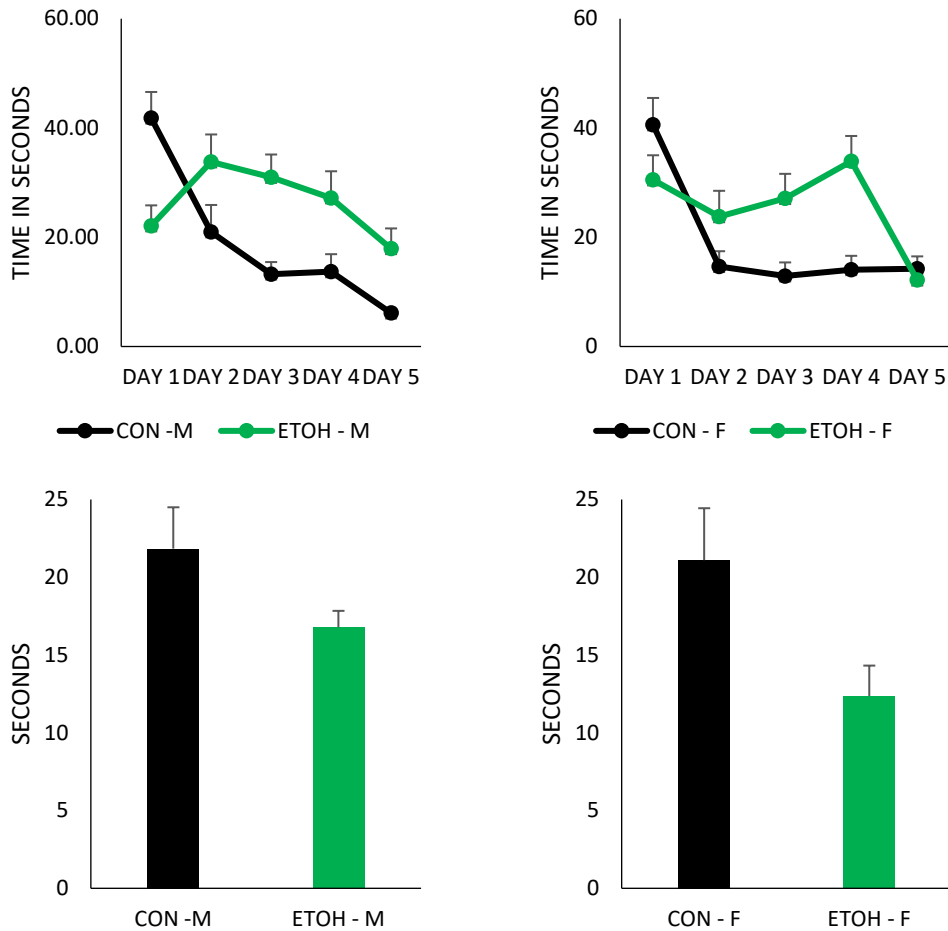 60.00
40.00
20.00
0.00
TIME IN SECONDS
DAY 1 DAY 2 DAY 3 DAY 4 DAY 5
CON -M ETOH - M
60
40
20
0
TIME IN SECONDS
DAY 1 DAY 2 DAY 3 DAY 4 DAY 5
CON - F ETOH - F
25
20
15
10
5
0
SECONDS
CON -M ETOH - M
25
20
15
10
5
0
SECONDS
CON - F ETOH - F